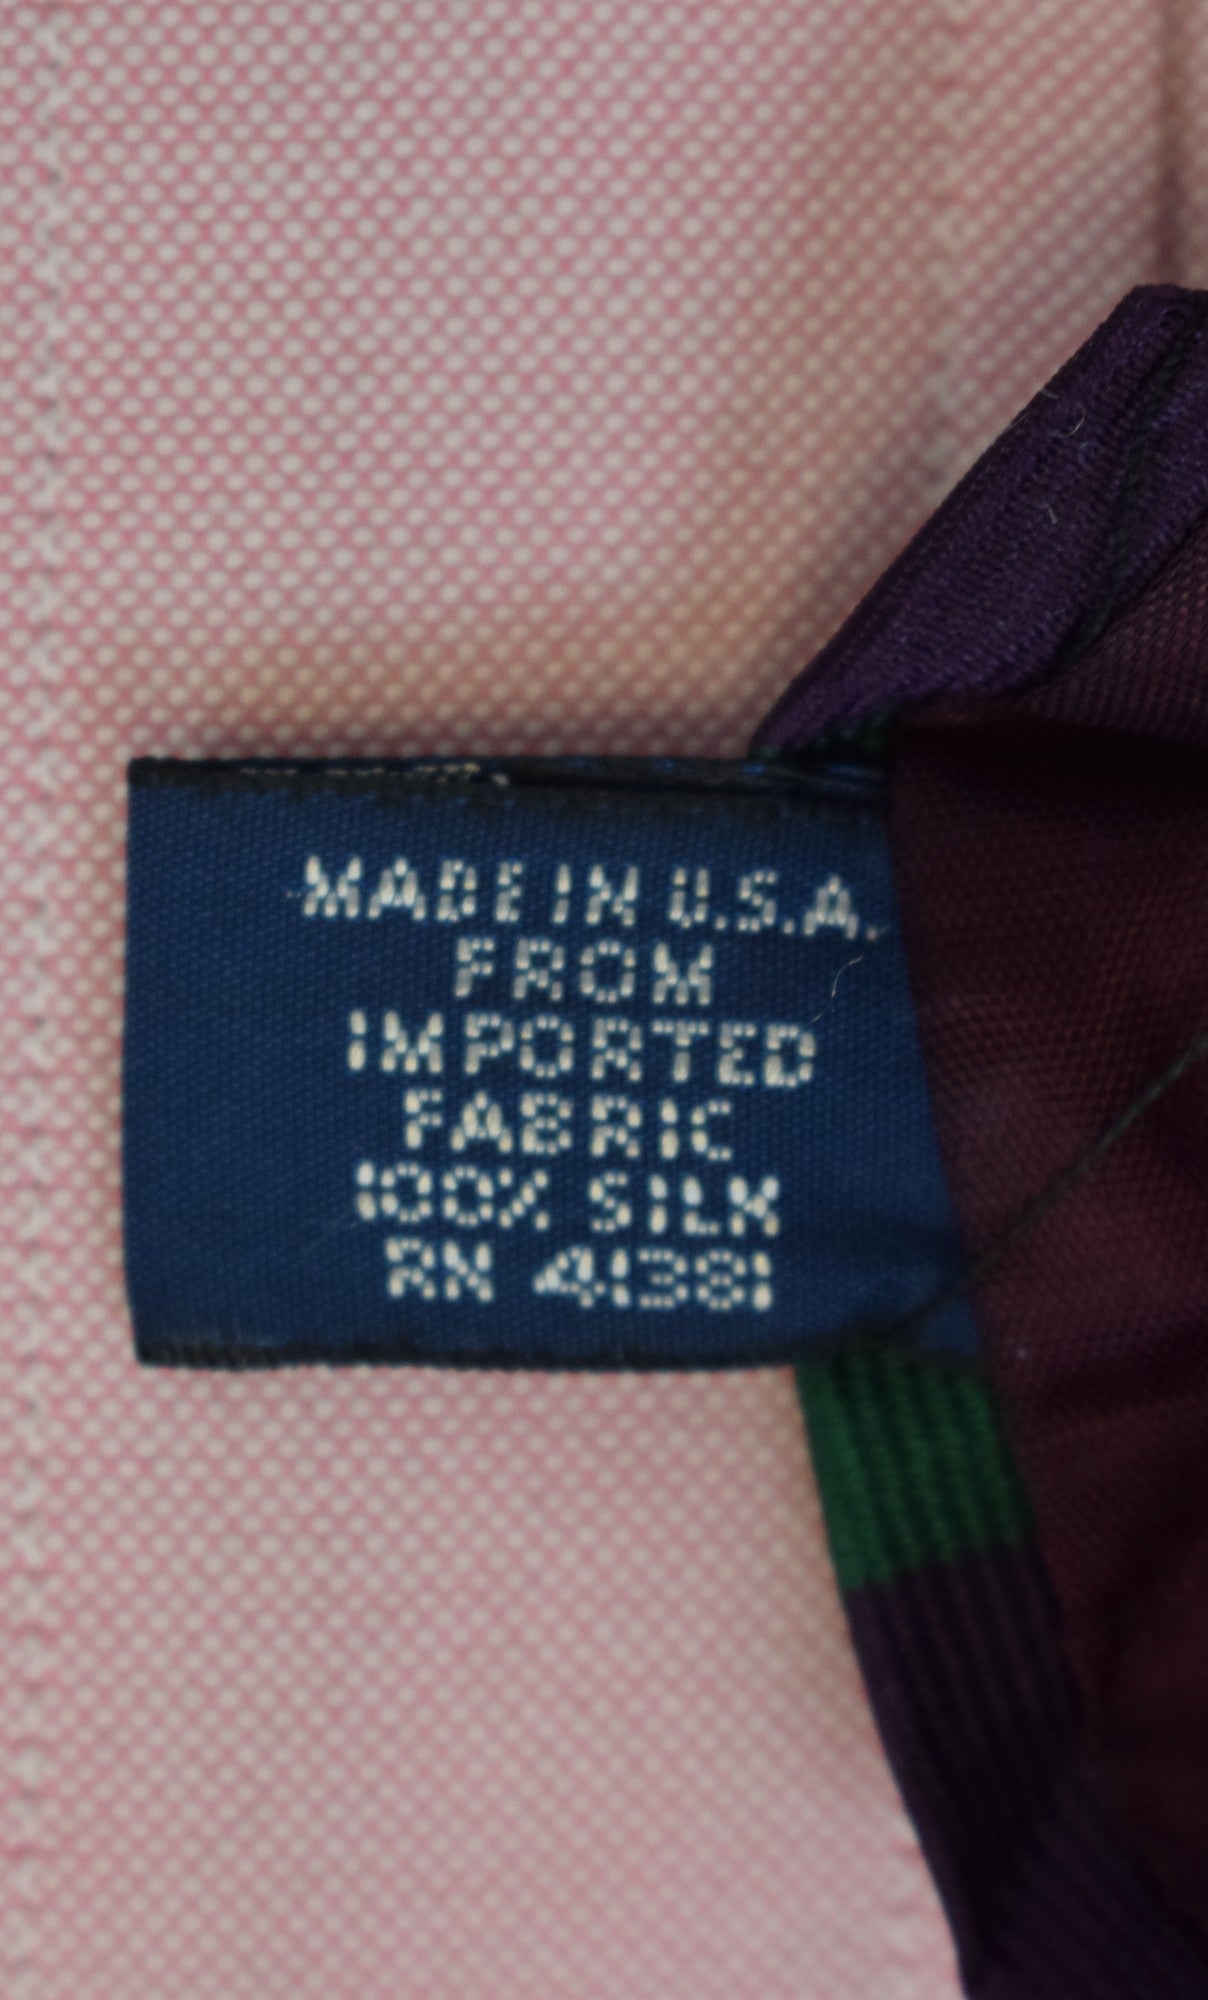 MADE IN U.S.A.
FROM
IMPORTED
FABRIC
100% SILK
RN 41381